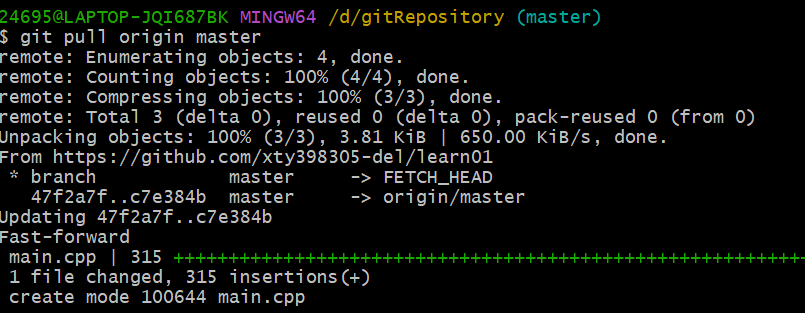 24695@LAPTOP-JQI687BK MINGW64 /d/gitRepository (master)
$ git pull origin master
remote: Enumerating objects: 4, done.
remote: Counting objects: 100% (4/4), done.
remote: Compressing objects: 100% (3/3), done.
remote: Total 3 (delta 0), reused 0 (delta 0), pack-reused 0 (from 0)
Unpacking objects: 100% (3/3), 3.81 KiB | 650.00 KiB/s, done.
From https://github.com/xty398305-del/learn01
 * branch            master     -> FETCH_HEAD
   47f2a7f..c7e384b  master     -> origin/master
Updating 47f2a7f..c7e384b
Fast-forward
 main.cpp | 315 ++++++++++++++++++++++++++++++++++++++++++++++++++++++++++
 1 file changed, 315 insertions(+)
 create mode 100644 main.cpp